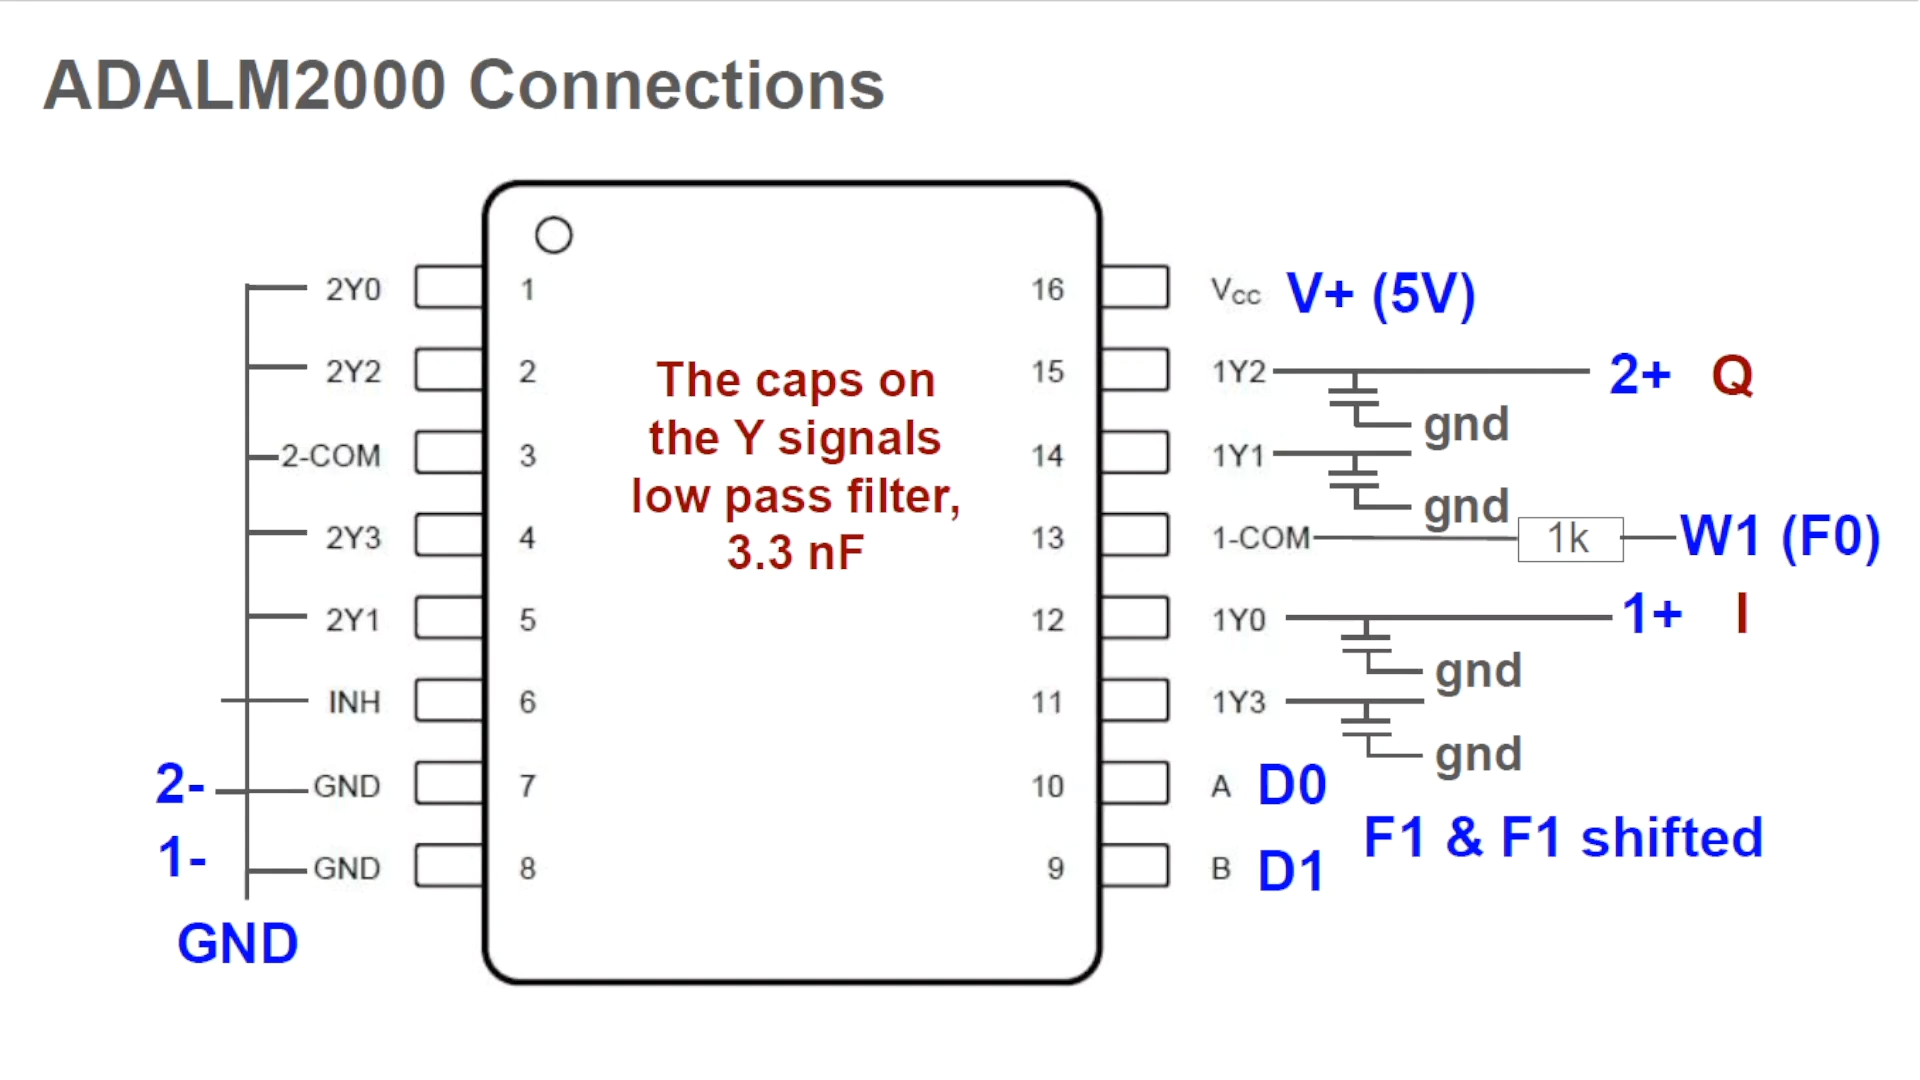 ADALM2000 Connections
2Y0 1 16 Vcc V+ (5V)
2Y2 2 15 1Y2 2+ Q
gnd
2-COM 3 14 1Y1
gnd
2Y3 4 13 1-COM 1k W1 (F0)
2Y1 5 12 1Y0 1+ I
gnd
INH 6 11 1Y3
gnd
2- GND 7 10 A D0
F1 & F1 shifted
1- GND 8 9 B D1
GND
The caps on
the Y signals
low pass filter,
3.3 nF